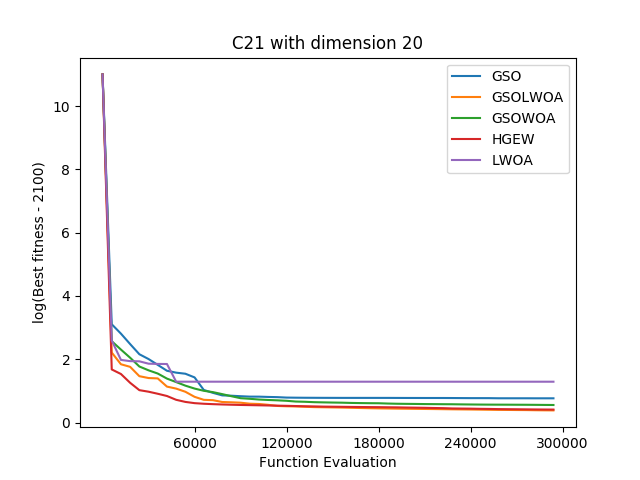 C21 with dimension 20
log(Best fitness - 2100)
10
8
6
4
2
0
60000 120000 180000 240000 300000
Function Evaluation
GSO
GSOLWOA
GSOWOA
HGEW
LWOA